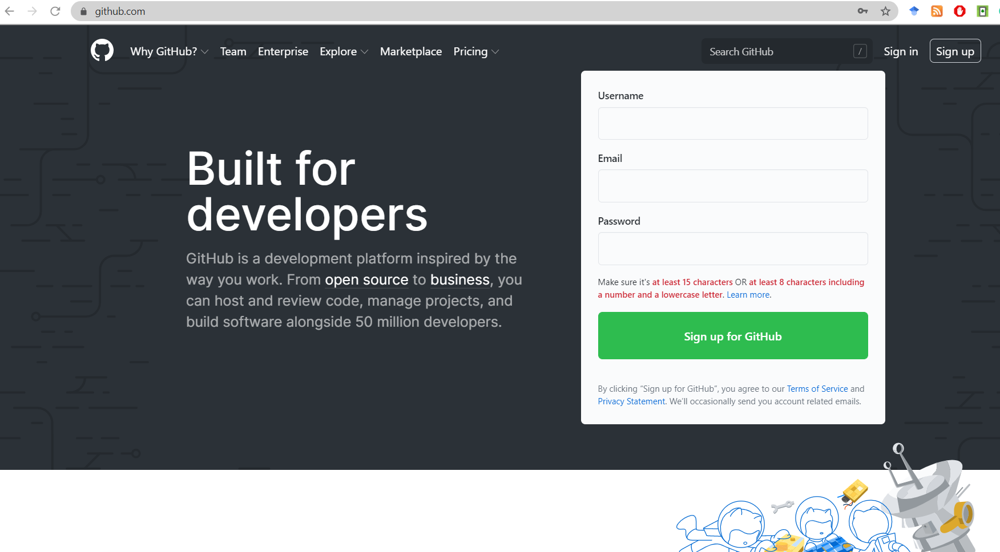 github.com
Why GitHub? Team Enterprise Explore Marketplace Pricing
Search GitHub /
Sign in
Sign up
Built for
developers
GitHub is a development platform inspired by the
way you work. From open source to business, you
can host and review code, manage projects, and
build software alongside 50 million developers.
Username
Email
Password
Make sure it's at least 15 characters OR at least 8 characters including
a number and a lowercase letter. Learn more.
Sign up for GitHub
By clicking “Sign up for GitHub”, you agree to our Terms of Service and
Privacy Statement. We’ll occasionally send you account related emails.